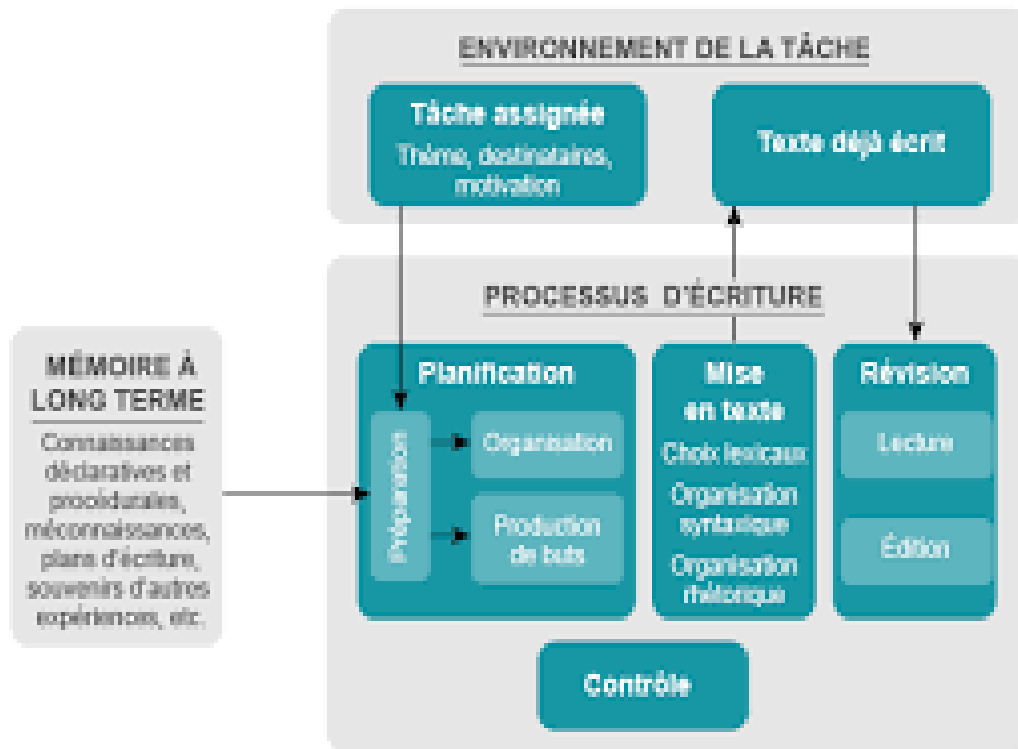 ENVIRONNEMENT DE LA TÂCHE
Tâche assignée
Thème, destinataires,
motivation
Texte déjà écrit
PROCESSUS D'ÉCRITURE
MÉMOIRE À
LONG TERME
Connaissances
déclaratives et
procédurales,
méconnaissances,
plans d'écriture,
souvenirs d'autres
expériences, etc.
Planification
Préparation
Organisation
Production
de buts
Mise
en texte
Choix lexicaux
Organisation
syntaxique
Organisation
rhétorique
Révision
Lecture
Édition
Contrôle